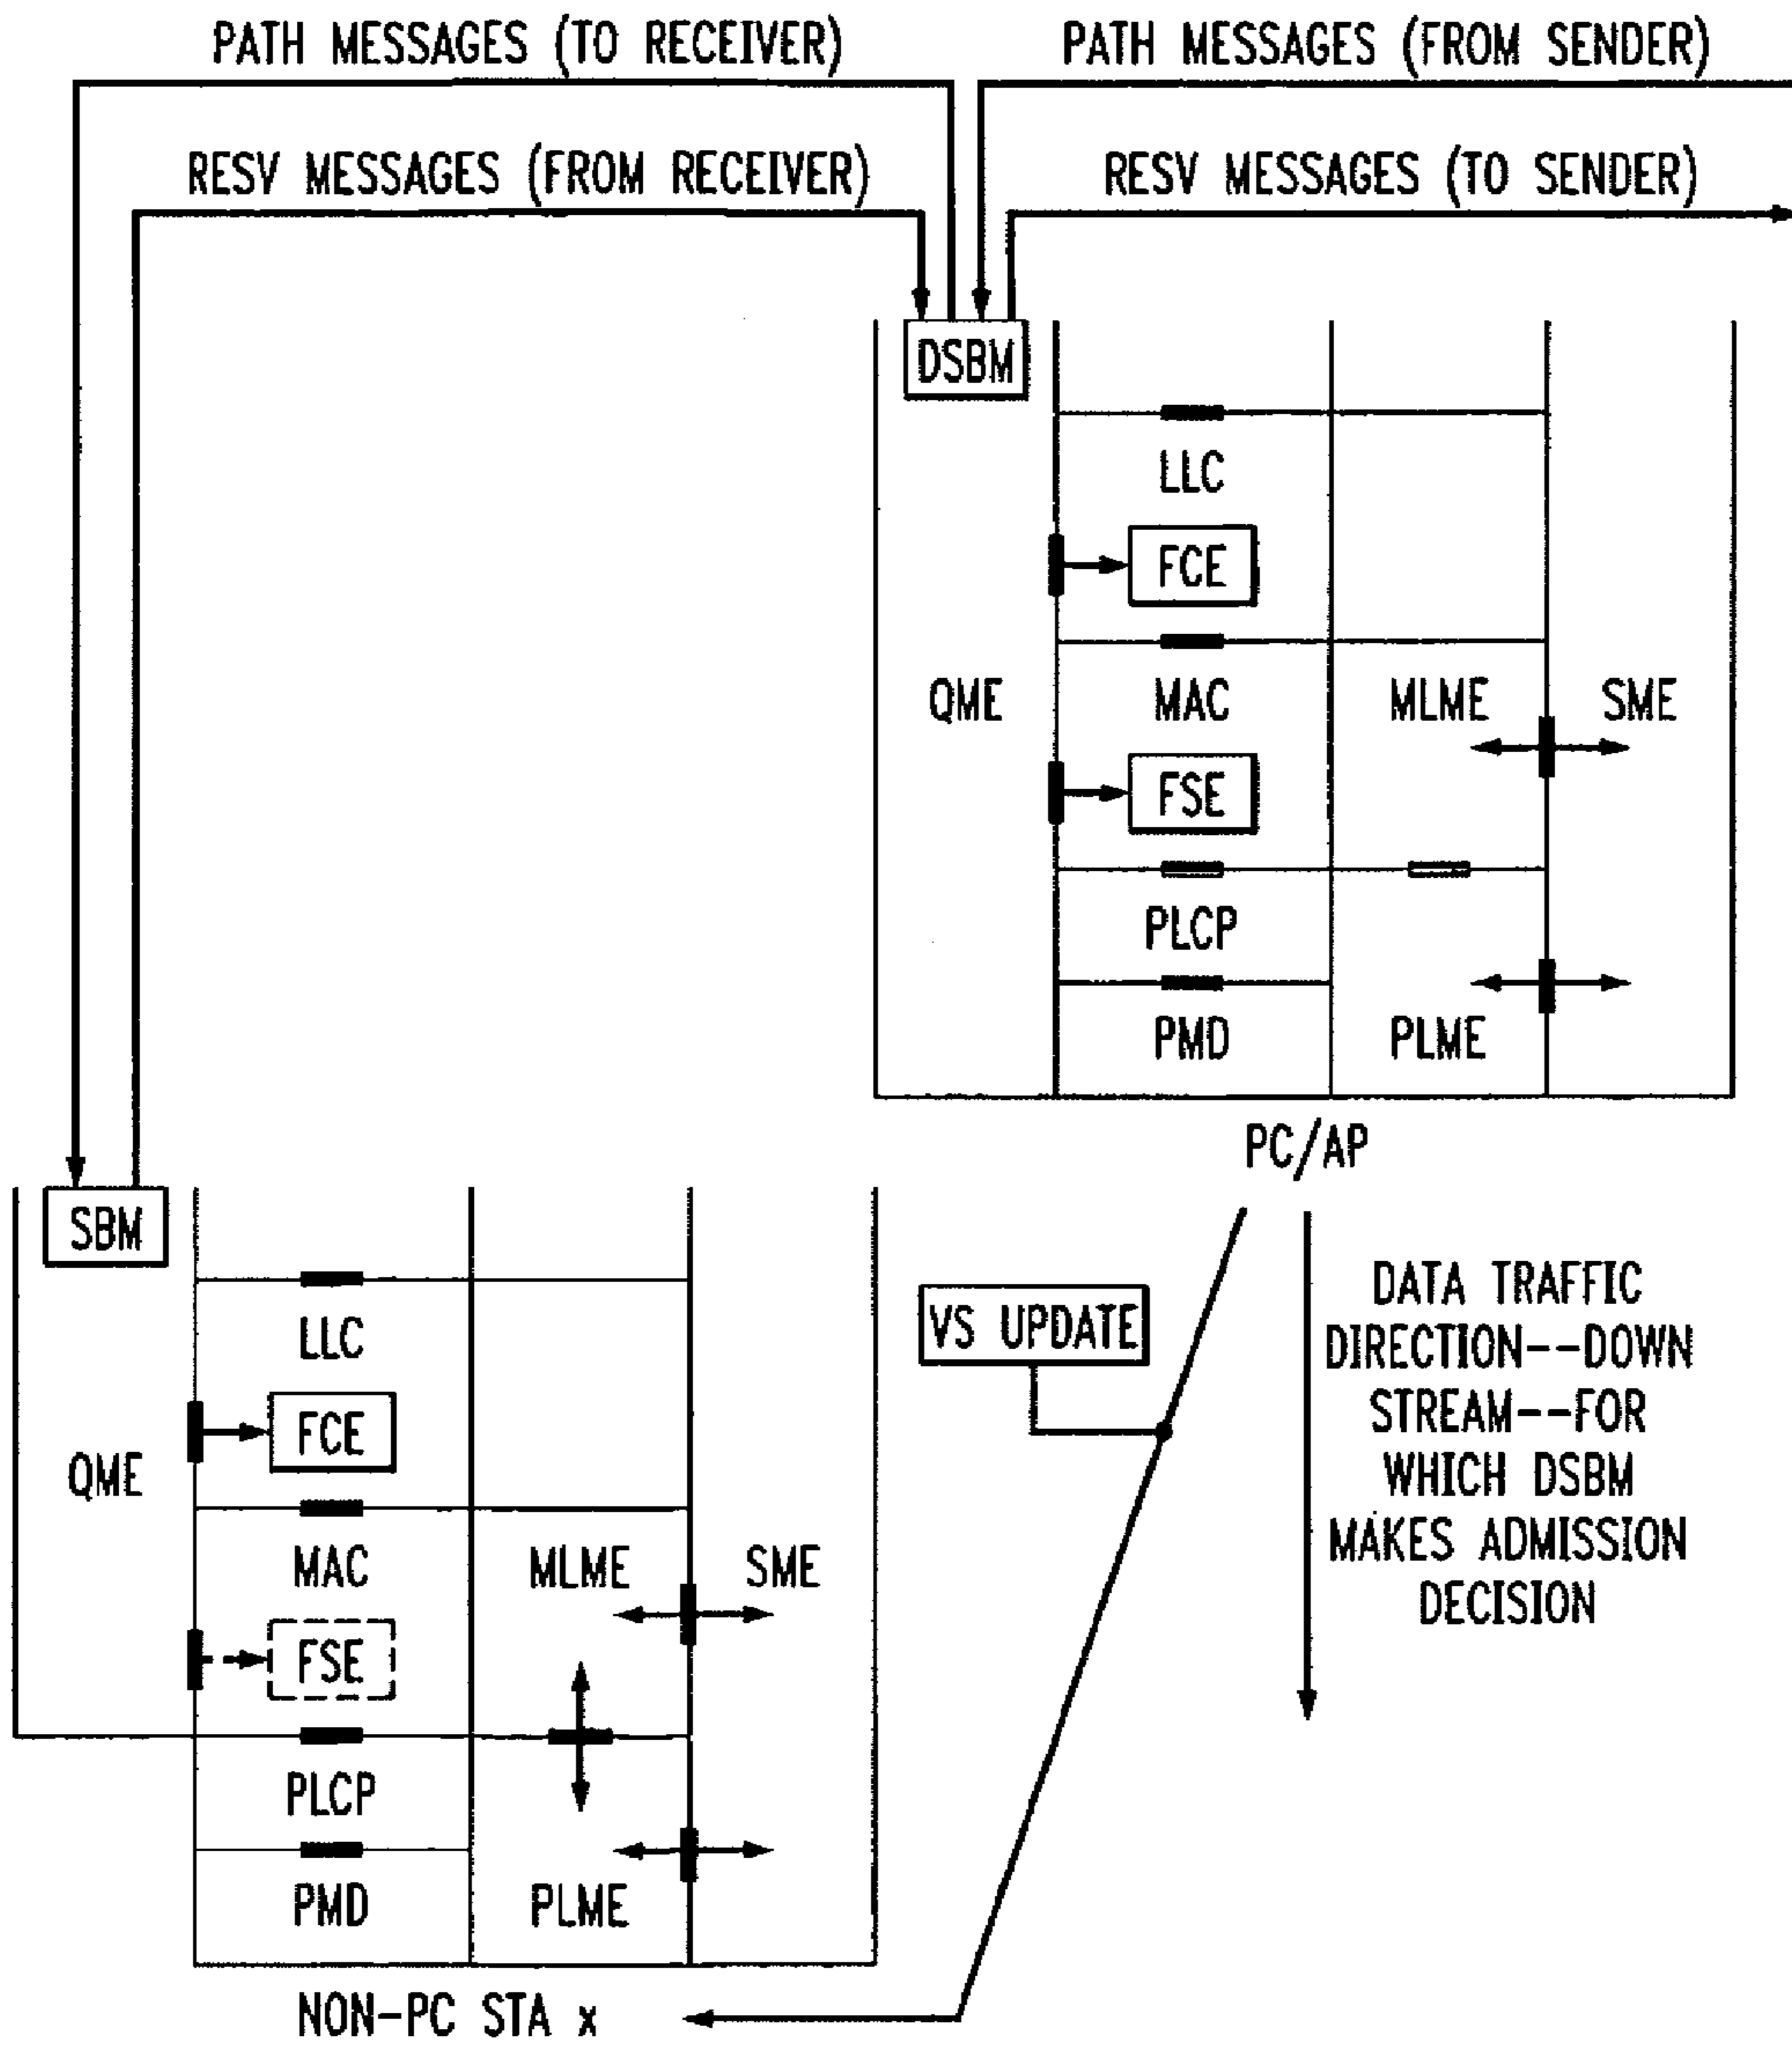 PATH MESSAGES (TO RECEIVER)
PATH MESSAGES (FROM SENDER)
RESV MESSAGES (FROM RECEIVER)
RESV MESSAGES (TO SENDER)
DSBM
LLC
FCE
QME
MAC
MLME
SME
FSE
PLCP
PMD
PLME
PC/AP
SBM
LLC
FCE
QME
MAC
MLME
SME
FSE
PLCP
PMD
PLME
NON-PC STA x
VS UPDATE
DATA TRAFFIC
DIRECTION--DOWN
STREAM--FOR
WHICH DSBM
MAKES ADMISSION
DECISION